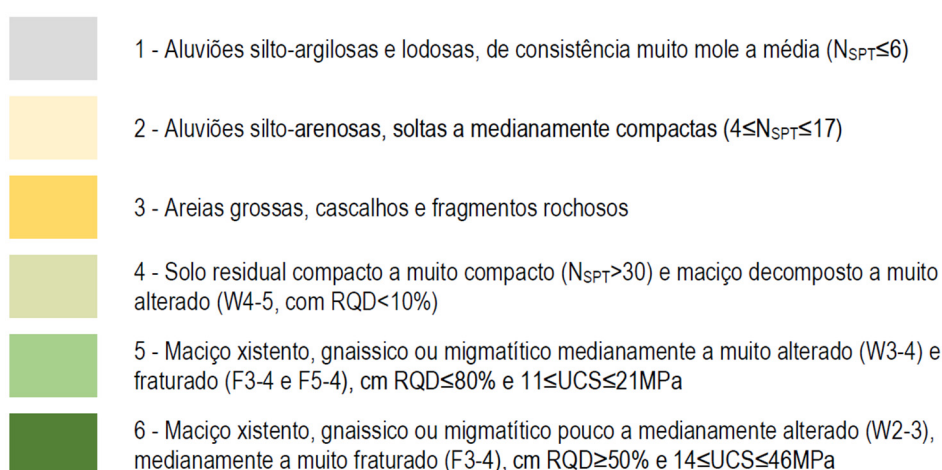 1 - Aluviões silto-argilosas e lodosas, de consistência muito mole a média (NSPT≤6)
2 - Aluviões silto-arenosas, soltas a medianamente compactas (4≤NSPT≤17)
3 - Areias grossas, cascalhos e fragmentos rochosos
4 - Solo residual compacto a muito compacto (NSPT>30) e maciço decomposto a muito
alterado (W4-5, com RQD<10%)
5 - Maciço xistento, gnaissico ou migmatítico medianamente a muito alterado (W3-4) e
fraturado (F3-4 e F5-4), cm RQD≤80% e 11≤UCS≤21MPa
6 - Maciço xistento, gnaissico ou migmatítico pouco a medianamente alterado (W2-3),
medianamente a muito fraturado (F3-4), cm RQD≥50% e 14≤UCS≤46MPa